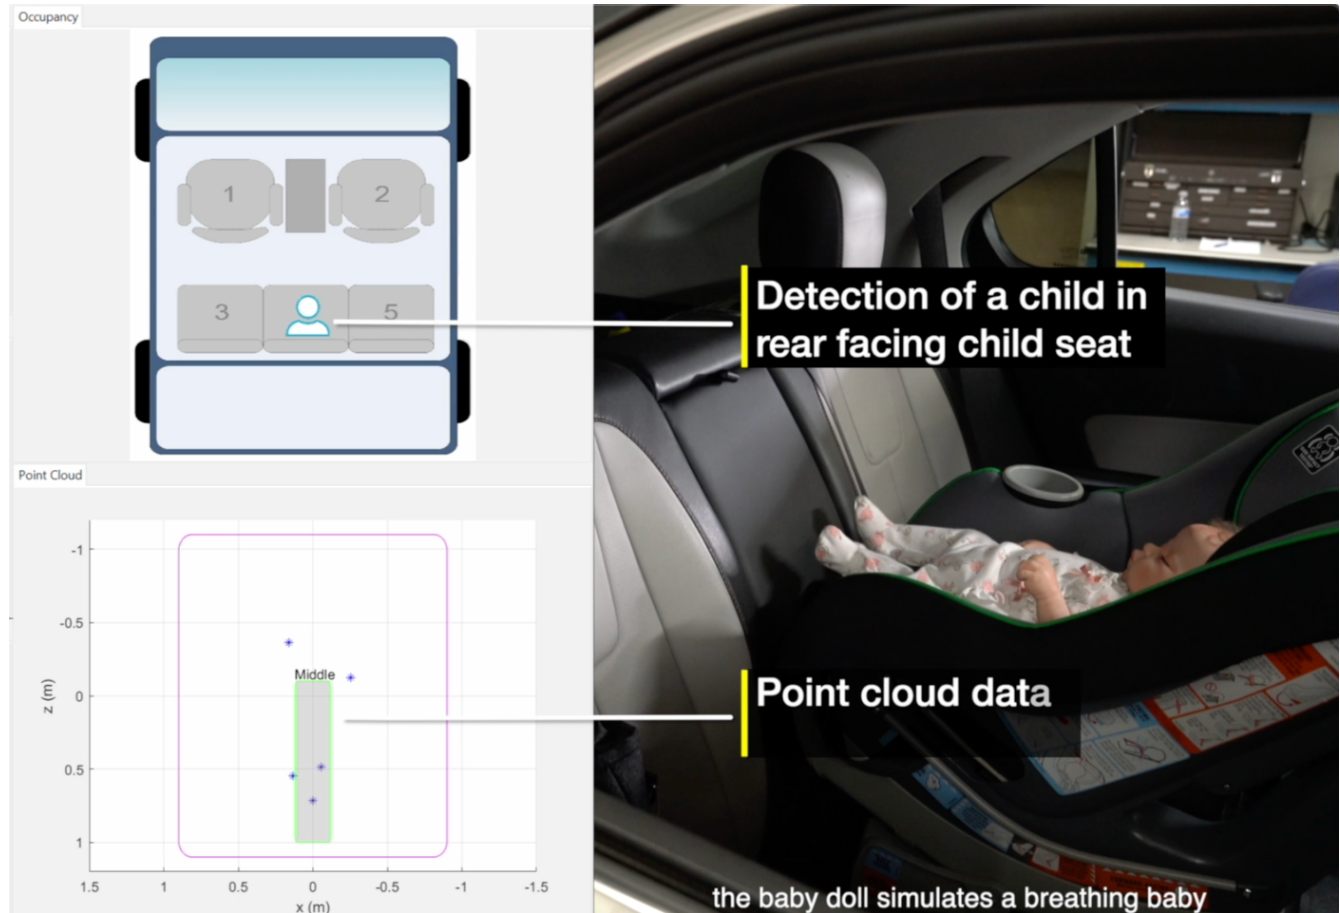 Occupancy
1
2
3
5
Detection of a child in
rear facing child seat
Point Cloud
-1
-0.5
0
0.5
1
z (m)
Middle
1.5
1
0.5
0
-0.5
-1
-1.5
x (m)
Point cloud data
the baby doll simulates a breathing baby